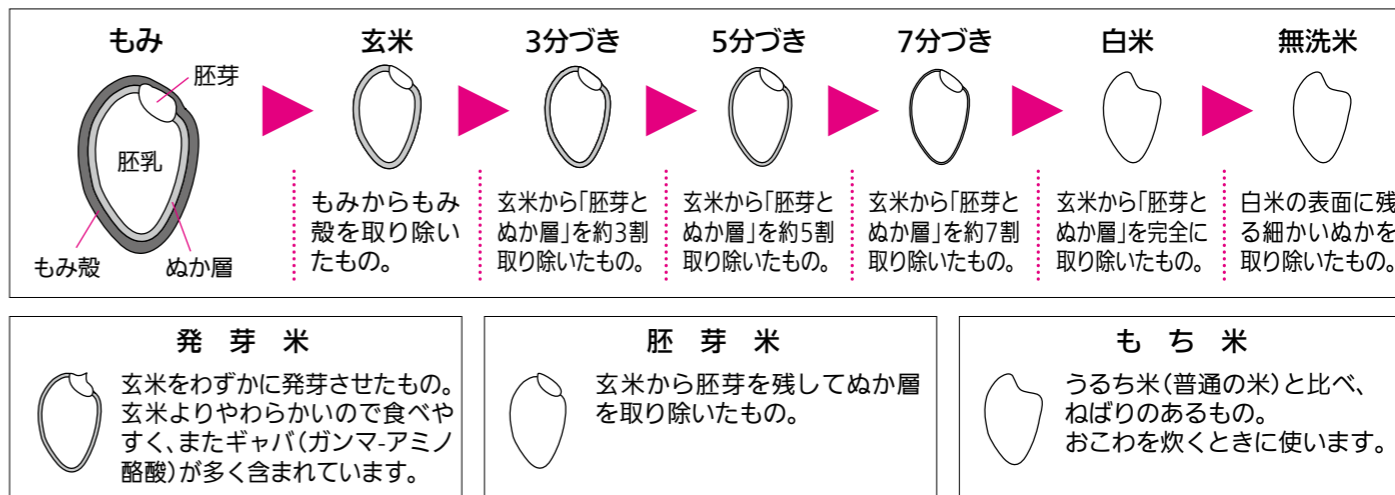 もみ
胚芽
胚乳
もみ殻
ぬか層
玄米
もみからもみ
殻を取り除い
たもの。
3分づき
玄米から「胚芽と
ぬか層」を約3割
取り除いたもの。
5分づき
玄米から「胚芽と
ぬか層」を約5割
取り除いたもの。
7分づき
玄米から「胚芽と
ぬか層」を約7割
取り除いたもの。
白米
玄米から「胚芽と
ぬか層」を完全に
取り除いたもの。
無洗米
白米の表面に残
る細かいぬかを
取り除いたもの。
発芽米
玄米をわずかに発芽させたもの。
玄米よりやわらかいので食べや
すく、またギャバ(ガンマ-アミノ
酪酸)が多く含まれています。
胚芽米
玄米から胚芽を残してぬか層
を取り除いたもの。
もち米
うるち米(普通の米)と比べ、
ねばりのあるもの。
おこわを炊くときに使います。